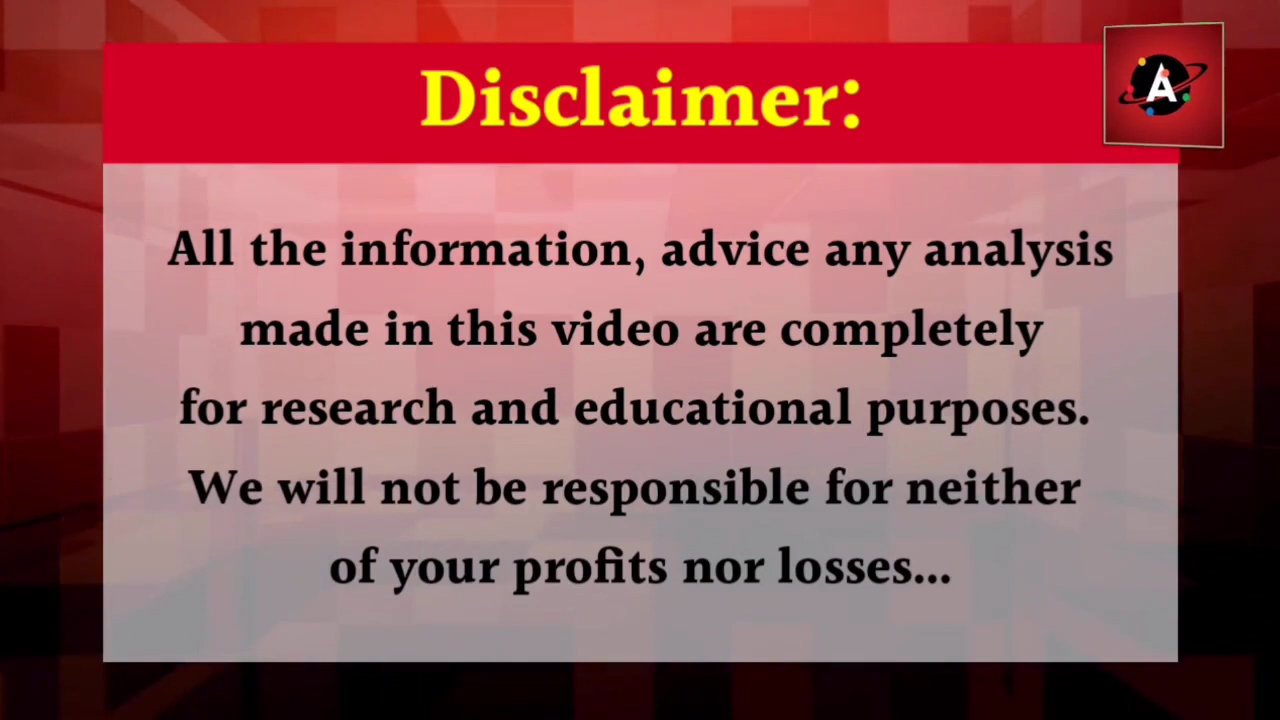 Disclaimer:
A
All the information, advice any analysis
made in this video are completely
for research and educational purposes.
We will not be responsible for neither
of your profits nor losses...